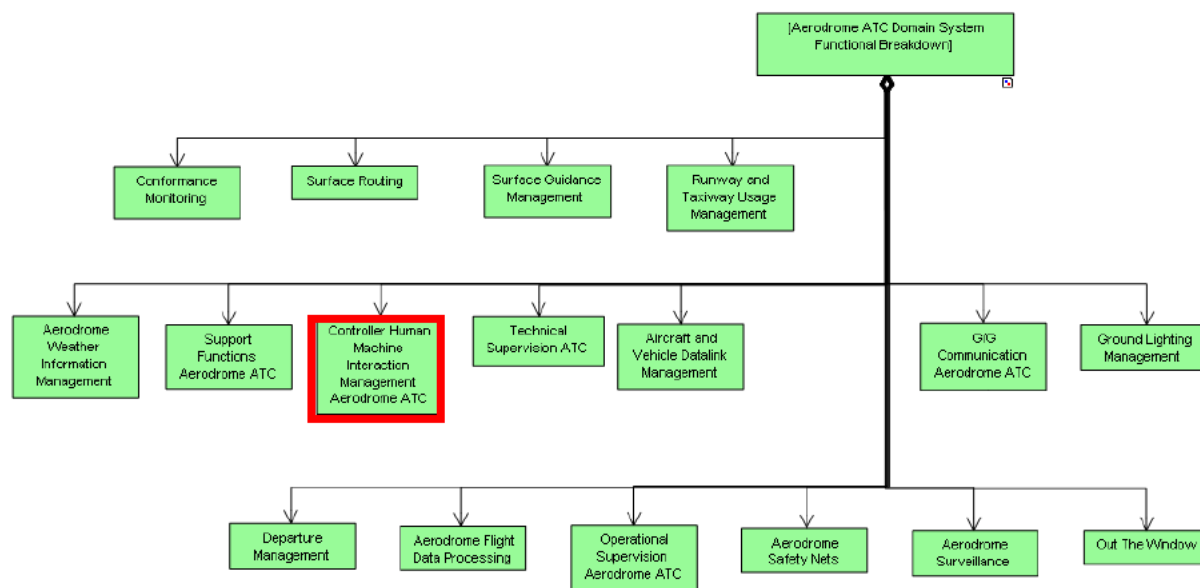 [Aerodrome ATC Domain System
Functional Breakdown]
Conformance
Monitoring
Surface Routing
Surface Guidance
Management
Runway and
Taxiway Usage
Management
Aerodrome
Weather
Information
Management
Support
Functions
Aerodrome ATC
Controller Human
Machine
Interaction
Management
Aerodrome ATC
Technical
Supervision ATC
Aircraft and
Vehicle Datalink
Management
G/G
Communication
Aerodrome ATC
Ground Lighting
Management
Departure
Management
Aerodrome Flight
Data Processing
Operational
Supervision
Aerodrome ATC
Aerodrome
Safety Nets
Aerodrome
Surveillance
Out The Window